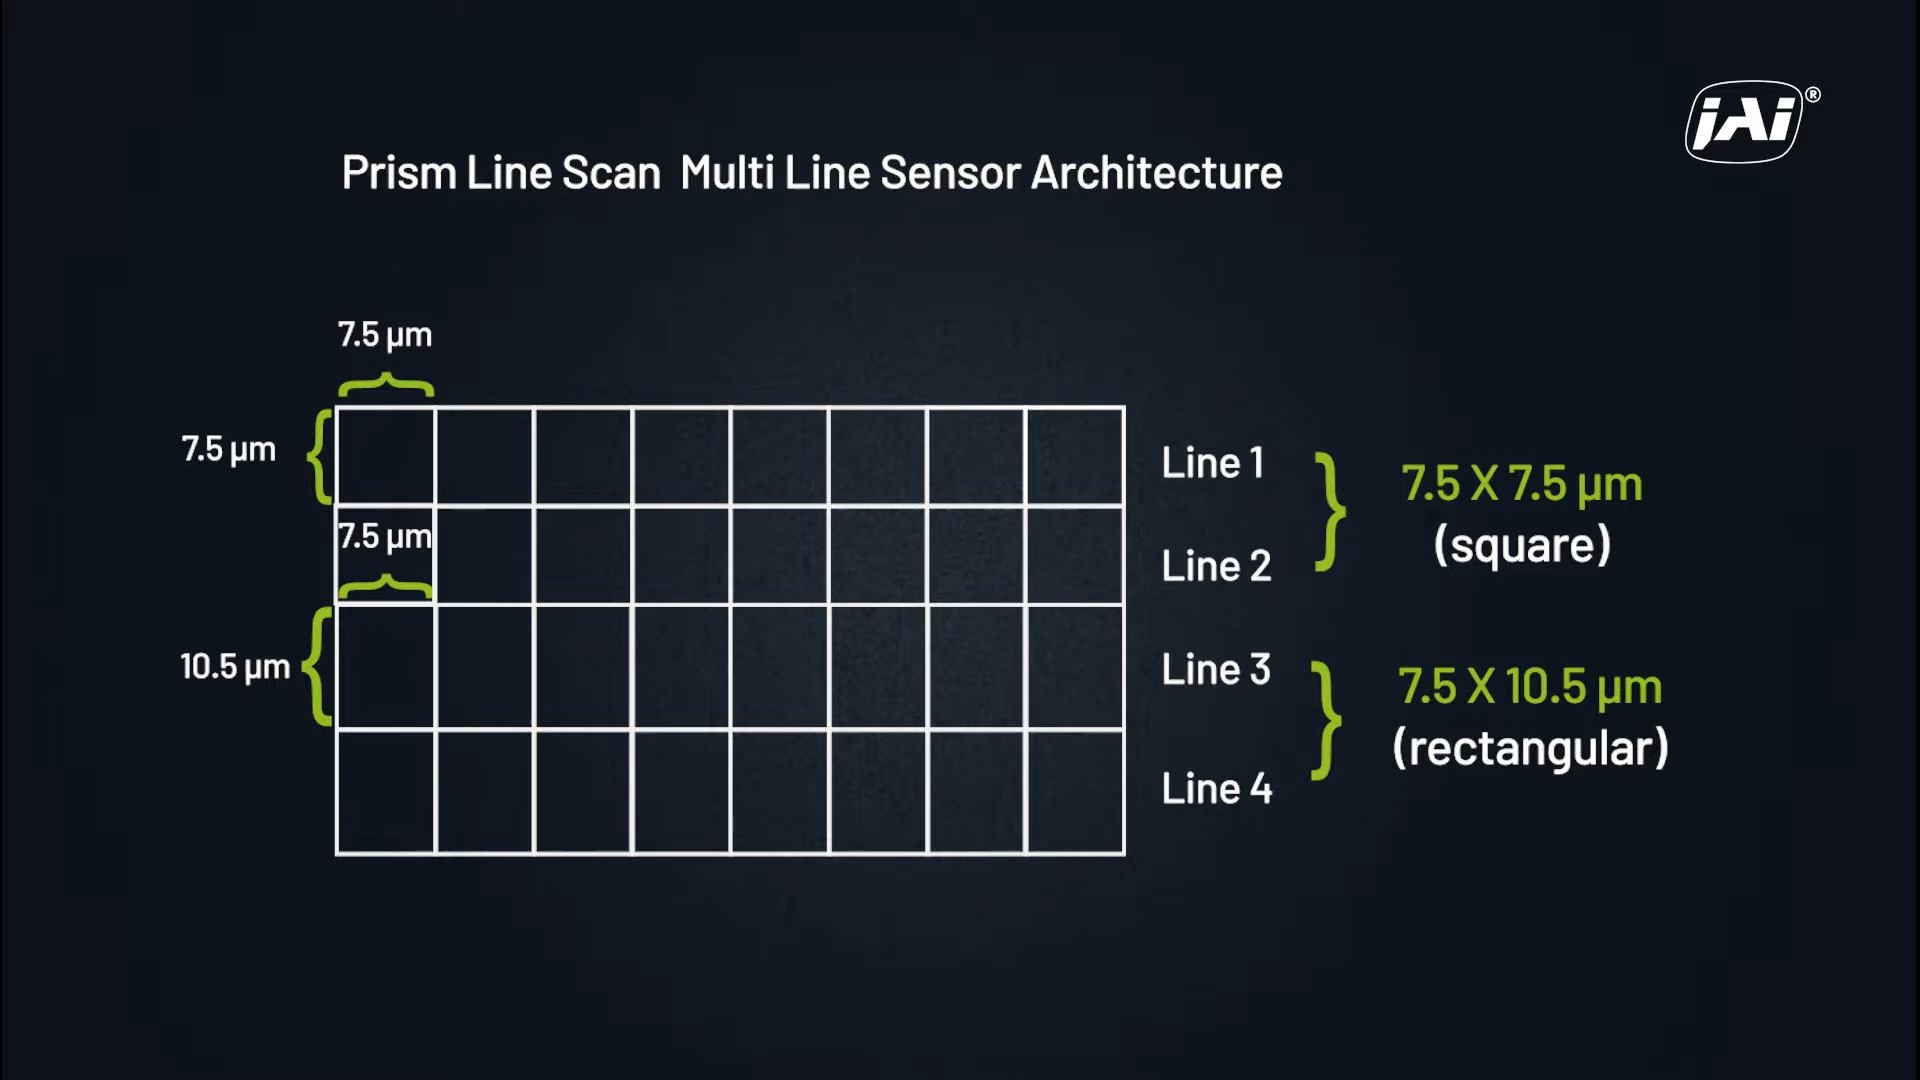 jAi®
Prism Line Scan Multi Line Sensor Architecture
7.5 µm
7.5 µm
7.5 µm
10.5 µm
Line 1
Line 2
Line 3
Line 4
7.5 X 7.5 µm
(square)
7.5 X 10.5 µm
(rectangular)